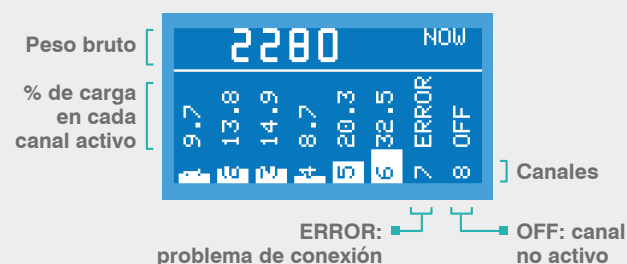 Peso bruto
2280
NOW
% de carga
en cada
canal activo
9.7
13.8
14.9
8.7
20.3
32.5
ERROR
OFF
1
2
3
4
5
6
7
8
Canales
ERROR:
problema de conexión
OFF: canal
no activo